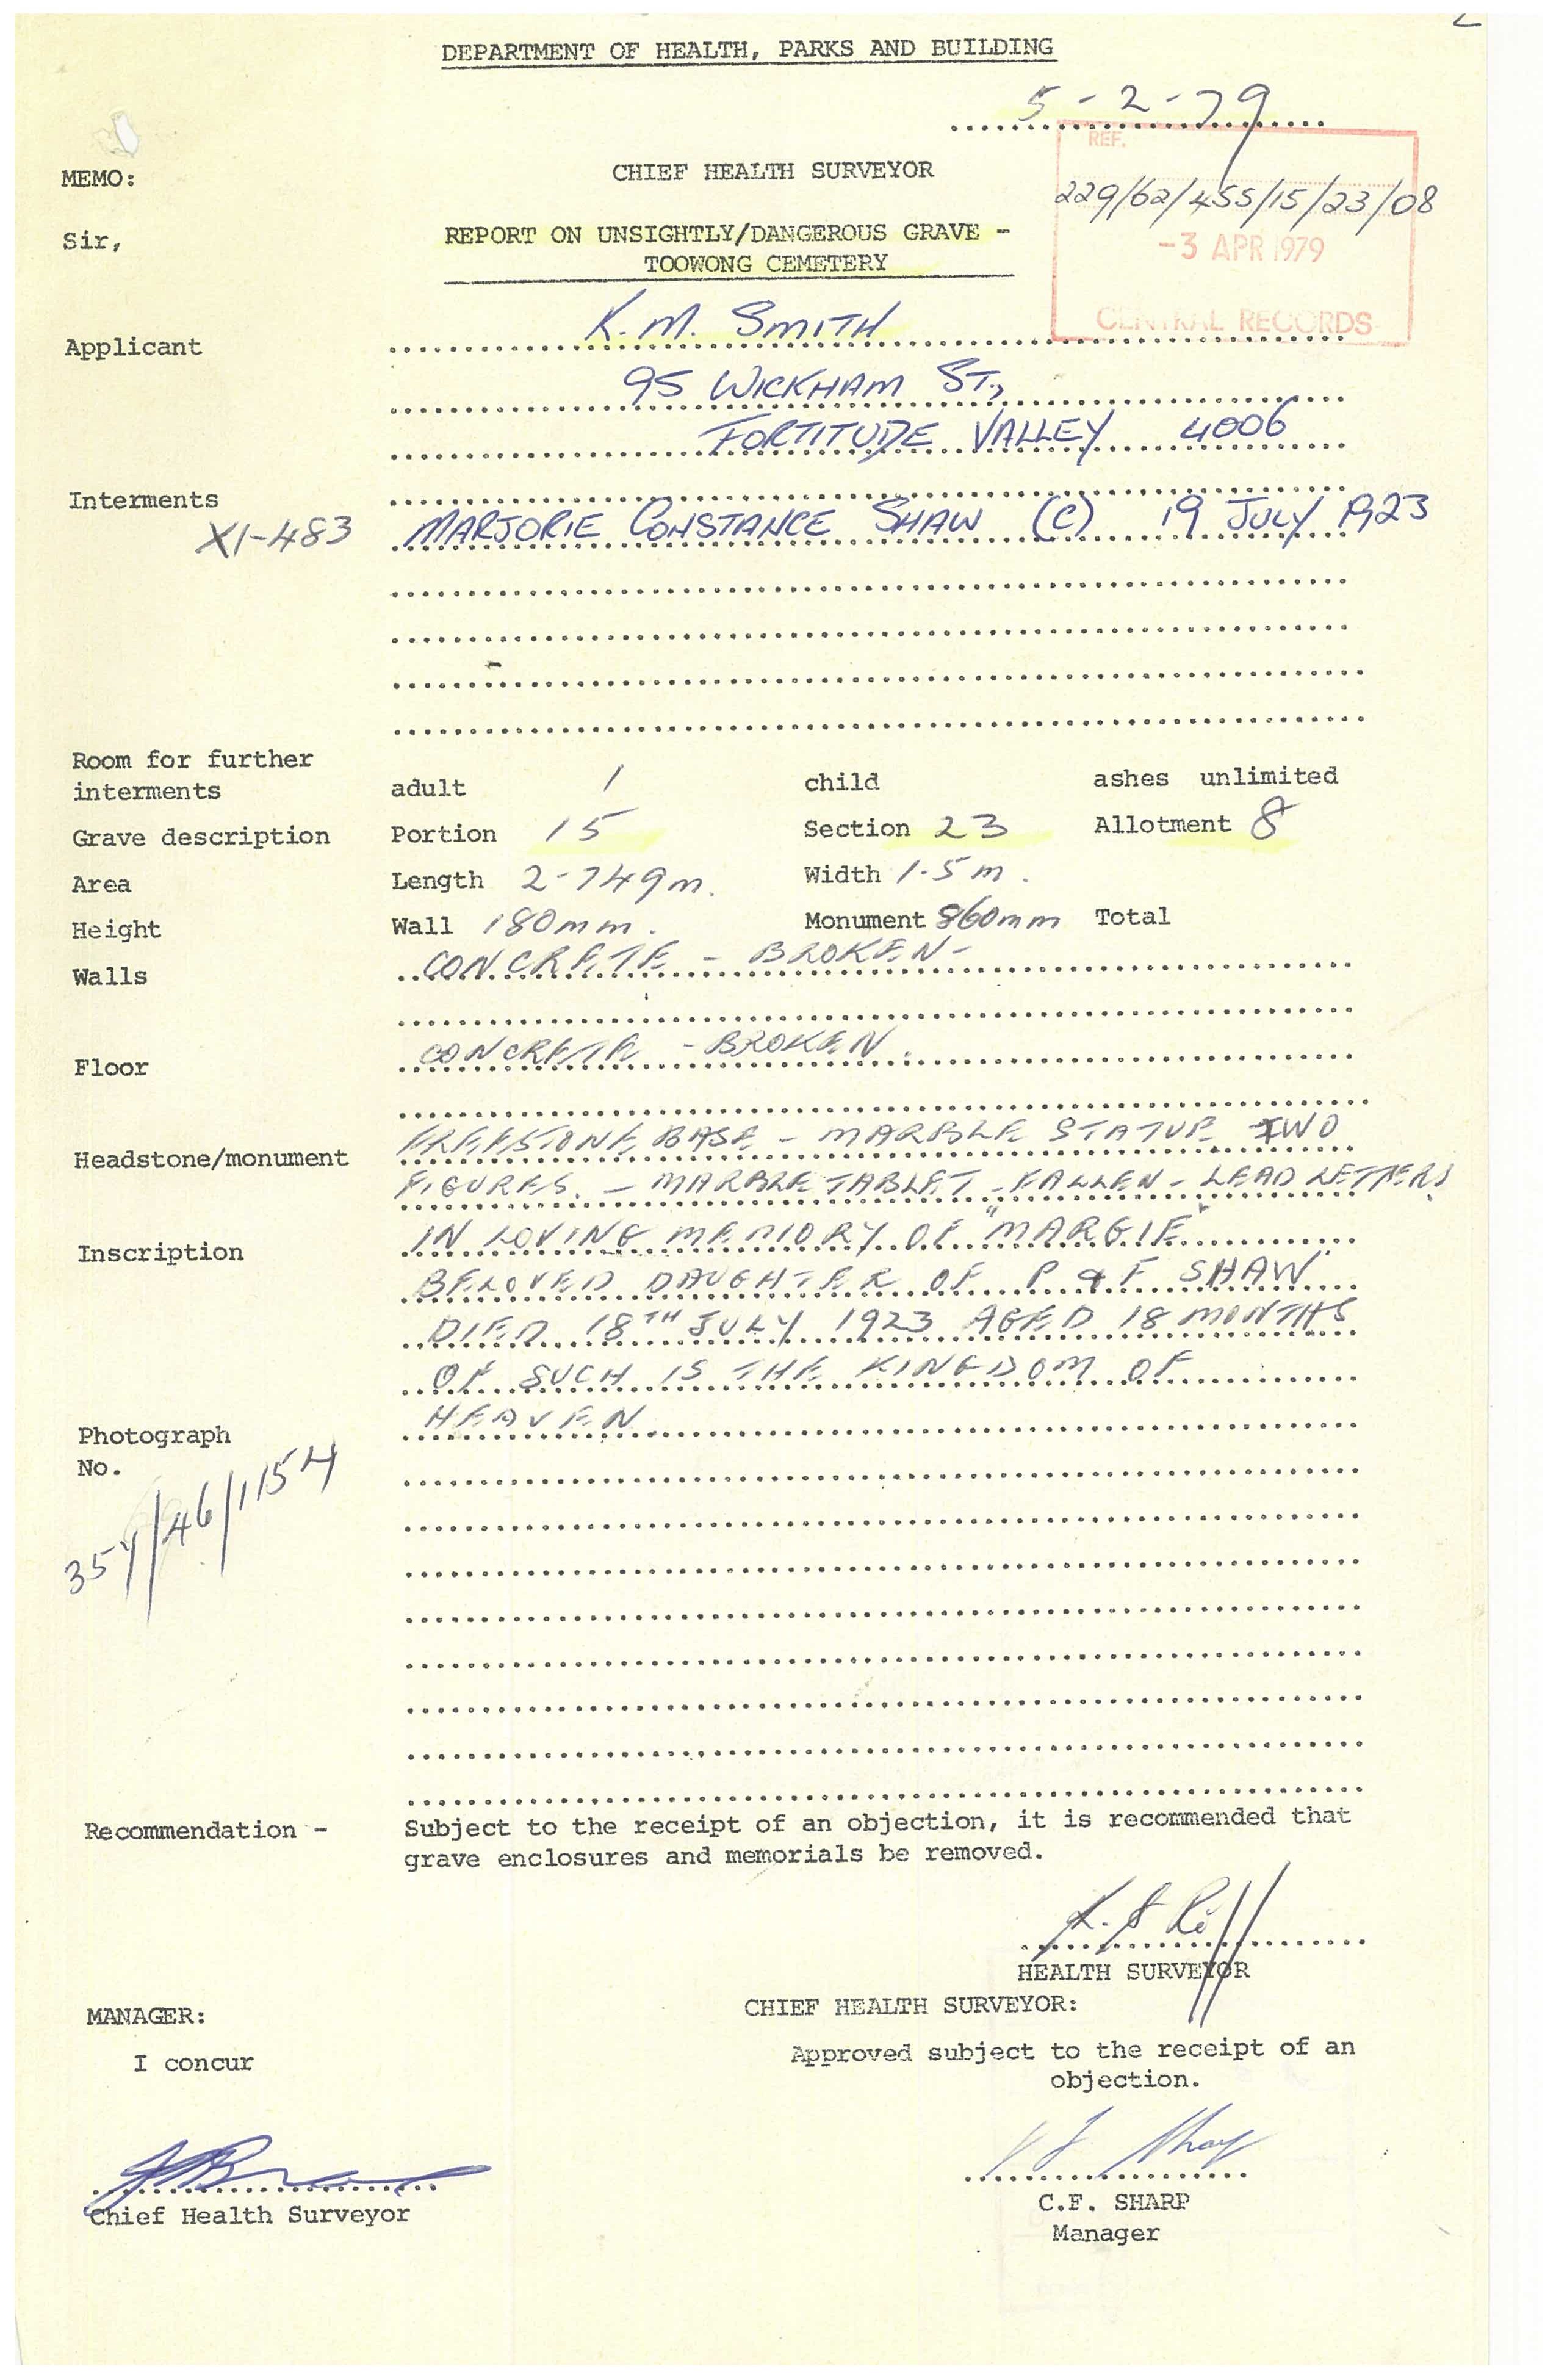 DEPARTMENT OF HEALTH, PARKS AND BUILDING
5-2-79
REF.
MEMO:
CHIEF HEALTH SURVEYOR
229/62/455/15/23/08
Sir,
REPORT ON UNSIGHTLY/DANGEROUS GRAVE -
TOOWONG CEMETERY
-3 APR 1979
CENTRAL RECORDS
Applicant K.M. SMITH
95 WICKHAM ST.,
FORTITUDE VALLEY 4006
Interments
XI-483 MARJORIE CONSTANCE SHAW (C) 19 JULY 1923
Room for further
interments adult 1 child ashes unlimited
Grave description Portion 15 Section 23 Allotment 8
Area Length 2-749m. Width 1.5m.
Height Wall 180mm. Monument 860mm Total
Walls CONCRETE - BROKEN-
Floor CONCRETE - BROKEN.
Headstone/monument FREESTONE BASE - MARBLE STATUE TWO
FIGURES. - MARBLE TABLET - FALLEN - LEAD LETTERS
Inscription IN LOVING MEMORY OF "MARGIE"
BELOVED DAUGHTER OF P & F SHAW
DIED 18TH JULY 1923 AGED 18 MONTHS
OF SUCH IS THE KINGDOM OF
HEAVEN
Photograph
No.
Recommendation - Subject to the receipt of an objection, it is recommended that
grave enclosures and memorials be removed.
HEALTH SURVEYOR
MANAGER:
CHIEF HEALTH SURVEYOR:
I concur
Approved subject to the receipt of an
objection.
Chief Health Surveyor
C.F. SHARP
Manager